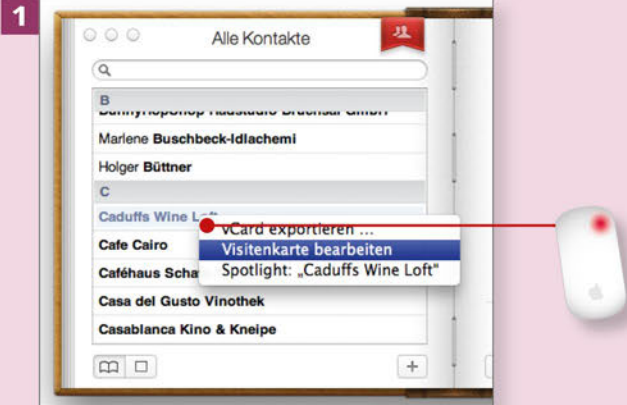 1
Alle Kontakte
B
Marlene Buschbeck-Idlachemi
Holger Büttner
C
Caduffs Wine
vCard exportieren ...
Cafe Cairo
Visitenkarte bearbeiten
Caféhaus
Spotlight: „Caduffs Wine Loft“
Casa del Gusto Vinothek
Casablanca Kino & Kneipe
+